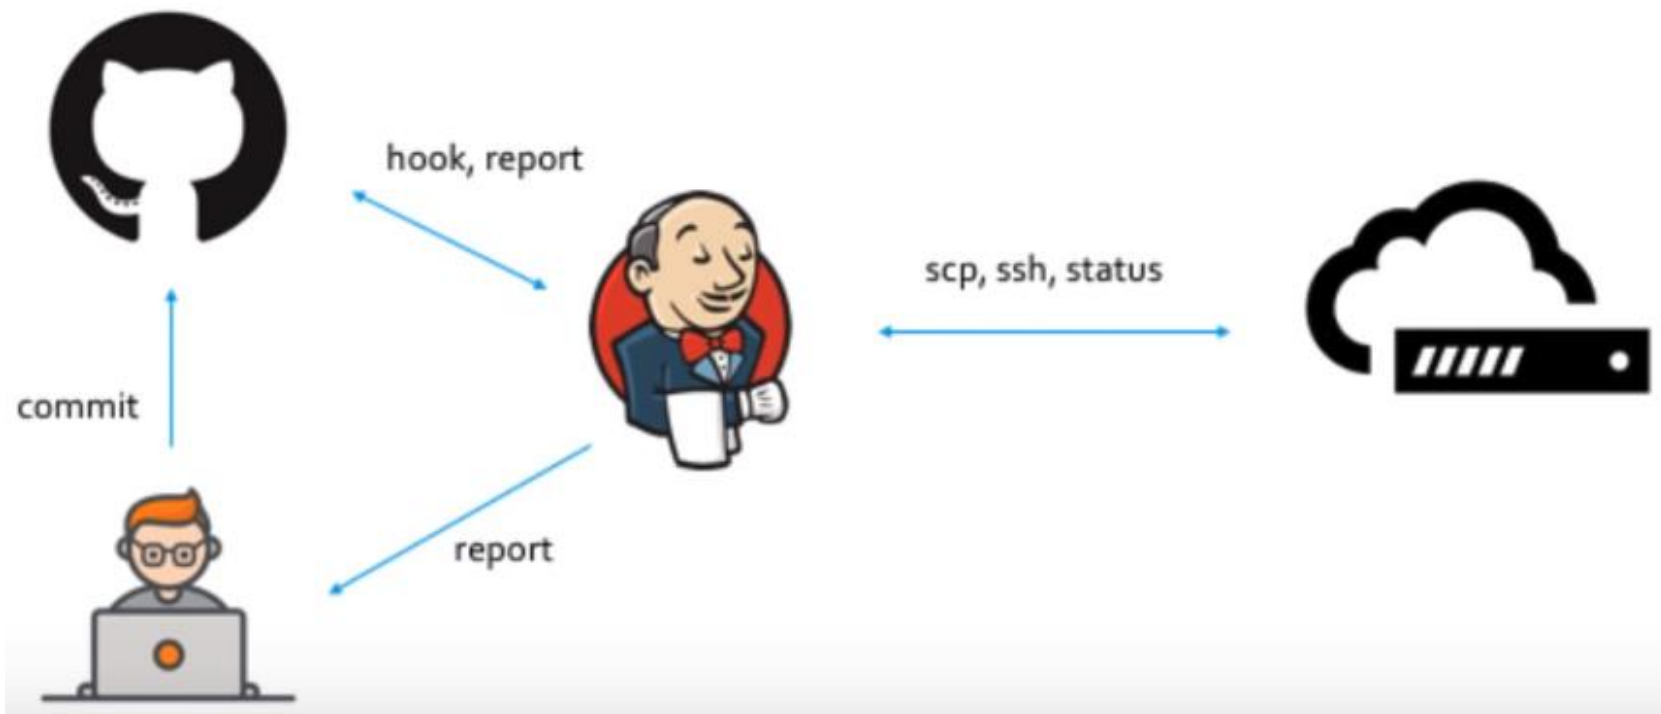 hook, report
scp, ssh, status
commit
report